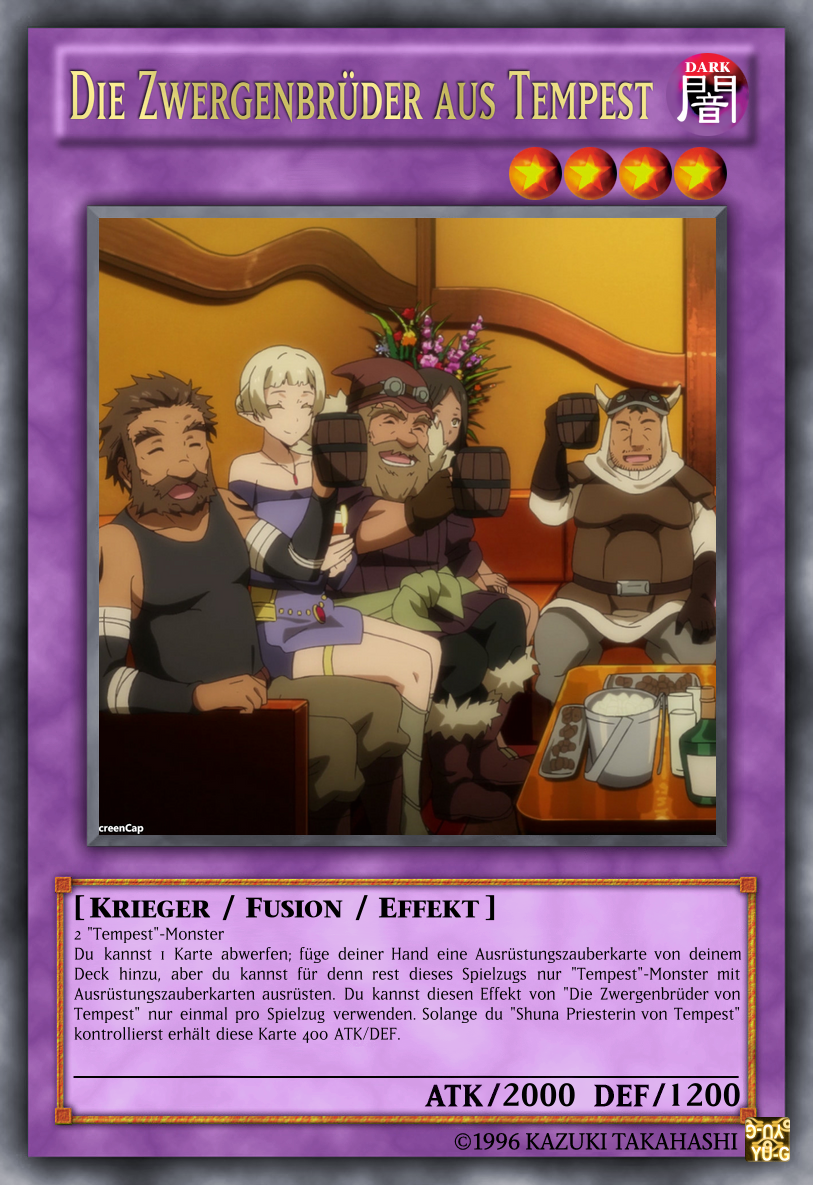 Die Zwergenbrüder aus Tempest
DARK
闇
creenCap
[ Krieger / Fusion / Effekt ]
2 "Tempest"-Monster
Du kannst 1 Karte abwerfen; füge deiner Hand eine Ausrüstungszauberkarte von deinem
Deck hinzu, aber du kannst für denn rest dieses Spielzugs nur "Tempest"-Monster mit
Ausrüstungszauberkarten ausrüsten. Du kannst diesen Effekt von "Die Zwergenbrüder von
Tempest" nur einmal pro Spielzug verwenden. Solange du "Shuna Priesterin von Tempest"
kontrollierst erhält diese Karte 400 ATK/DEF.
ATK/2000 DEF/1200
©1996 KAZUKI TAKAHASHI